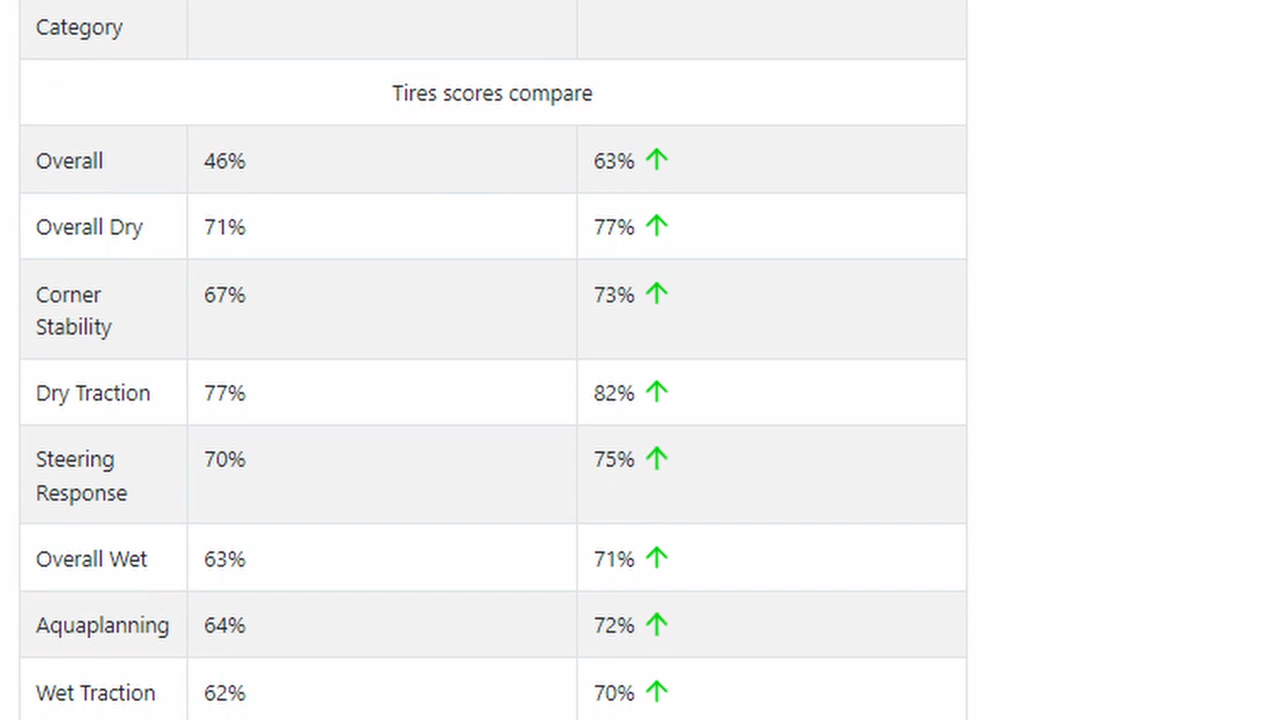 Category
Tires scores compare
Overall 46% 63% ↑
Overall Dry 71% 77% ↑
Corner 67% 73% ↑
Stability
Dry Traction 77% 82% ↑
Steering 70% 75% ↑
Response
Overall Wet 63% 71% ↑
Aquaplanning 64% 72% ↑
Wet Traction 62% 70% ↑